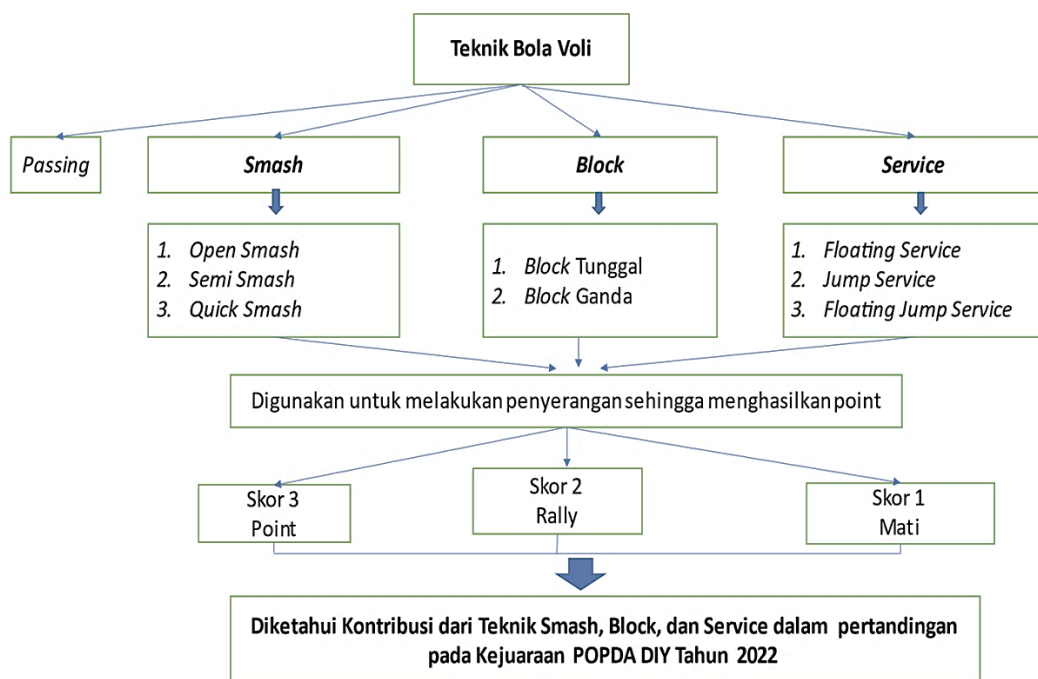 Teknik Bola Voli
Passing
Smash
Block
Service
1. Open Smash
2. Semi Smash
3. Quick Smash
1. Block Tunggal
2. Block Ganda
1. Floating Service
2. Jump Service
3. Floating Jump Service
Digunakan untuk melakukan penyerangan sehingga menghasilkan point
Skor 3
Point
Skor 2
Rally
Skor 1
Mati
Diketahui Kontribusi dari Teknik Smash, Block, dan Service dalam pertandingan
pada Kejuaraan POPDA DIY Tahun 2022